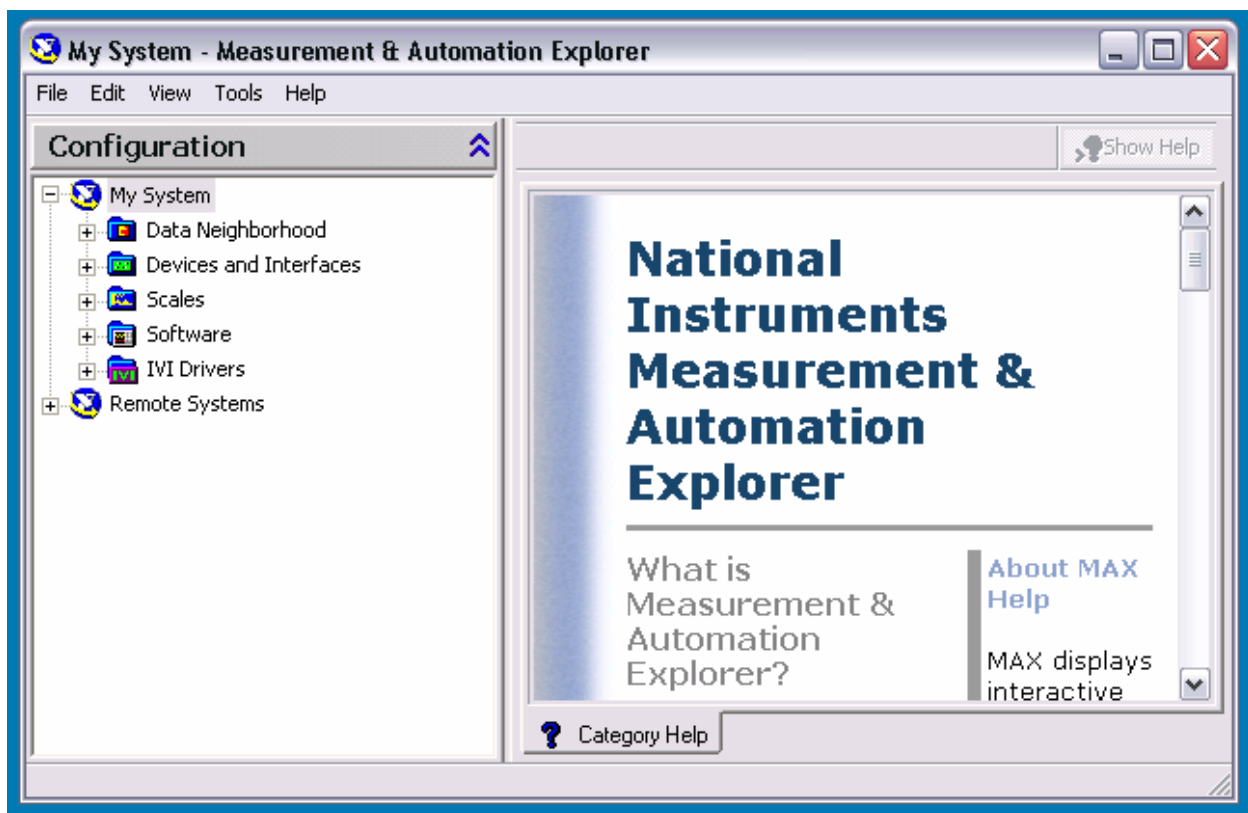 My System - Measurement & Automation Explorer
File Edit View Tools Help
Configuration
Show Help
My System
Data Neighborhood
Devices and Interfaces
Scales
Software
IVI Drivers
Remote Systems
National
Instruments
Measurement &
Automation
Explorer
What is
Measurement &
Automation
Explorer?
About MAX
Help
MAX displays
interactive
Category Help